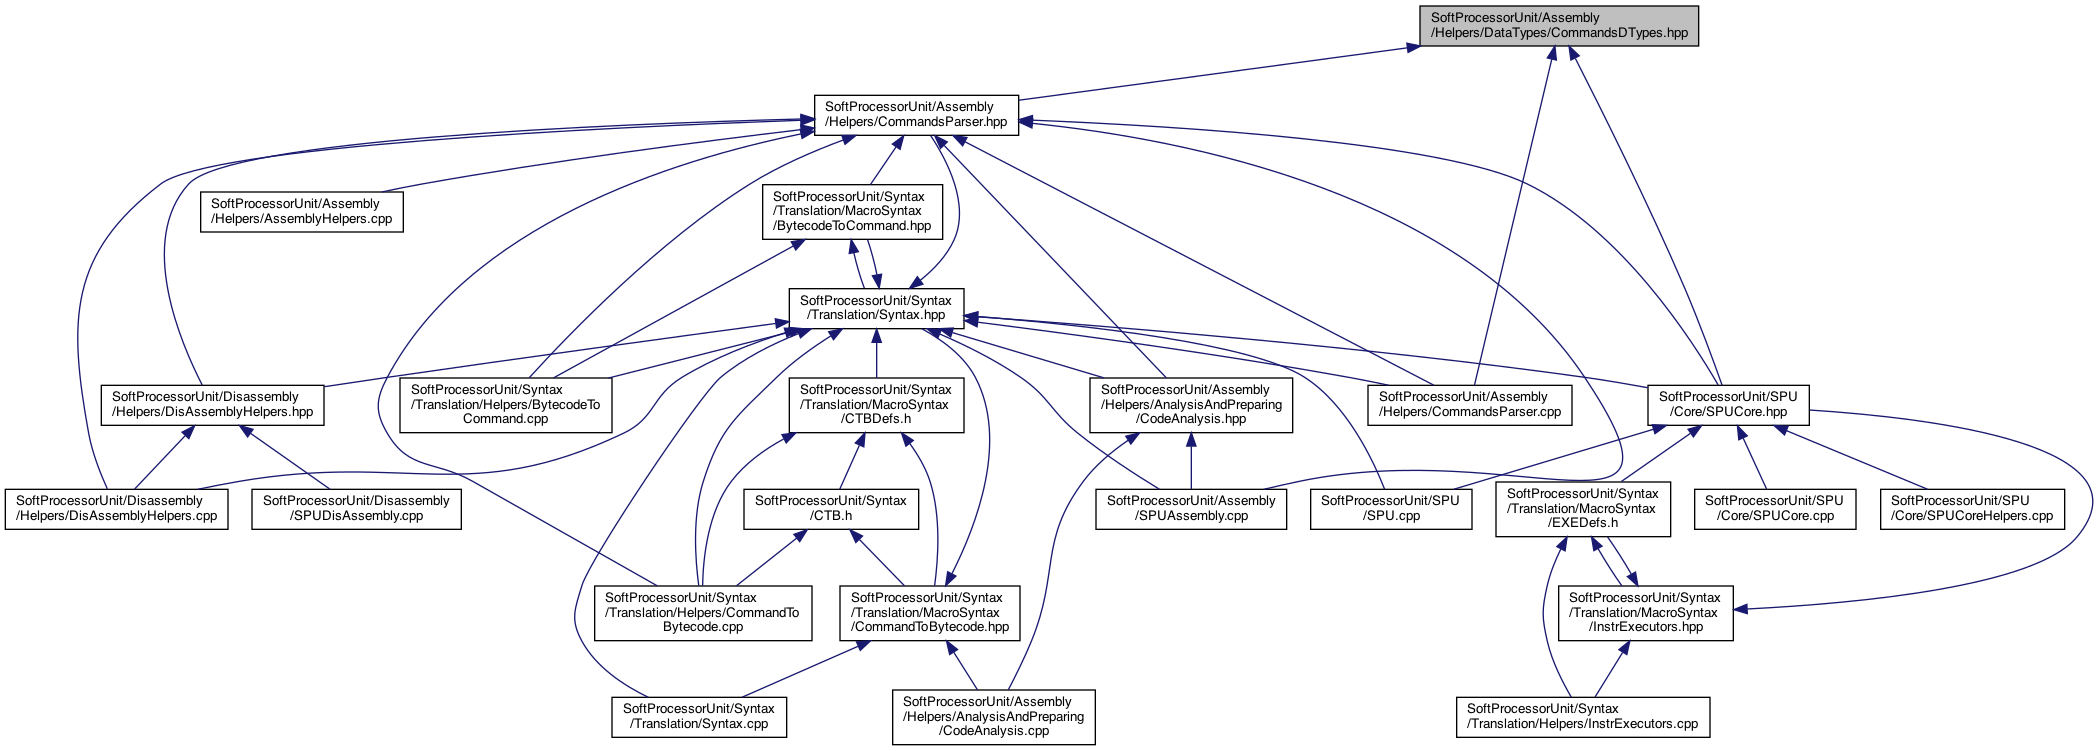 SoftProcessorUnit/Assembly
/Helpers/DataTypes/CommandsDTypes.hpp
SoftProcessorUnit/Assembly
/Helpers/CommandsParser.hpp
SoftProcessorUnit/Assembly
/Helpers/AssemblyHelpers.cpp
SoftProcessorUnit/Syntax
/Translation/MacroSyntax
/BytecodeToCommand.hpp
SoftProcessorUnit/Syntax
/Translation/Syntax.hpp
SoftProcessorUnit/Disassembly
/Helpers/DisAssemblyHelpers.hpp
SoftProcessorUnit/Syntax
/Translation/Helpers/BytecodeTo
Command.cpp
SoftProcessorUnit/Syntax
/Translation/MacroSyntax
/CTBDefs.h
SoftProcessorUnit/Assembly
/Helpers/AnalysisAndPreparing
/CodeAnalysis.hpp
SoftProcessorUnit/Assembly
/Helpers/CommandsParser.cpp
SoftProcessorUnit/SPU
/Core/SPUCore.hpp
SoftProcessorUnit/Disassembly
/Helpers/DisAssemblyHelpers.cpp
SoftProcessorUnit/Disassembly
/SPUDisAssembly.cpp
SoftProcessorUnit/Syntax
/CTB.h
SoftProcessorUnit/Assembly
/SPUAssembly.cpp
SoftProcessorUnit/SPU
/SPU.cpp
SoftProcessorUnit/Syntax
/Translation/MacroSyntax
/EXEDefs.h
SoftProcessorUnit/SPU
/Core/SPUCore.cpp
SoftProcessorUnit/SPU
/Core/SPUCoreHelpers.cpp
SoftProcessorUnit/Syntax
/Translation/Helpers/CommandTo
Bytecode.cpp
SoftProcessorUnit/Syntax
/Translation/MacroSyntax
/CommandToBytecode.hpp
SoftProcessorUnit/Syntax
/Translation/MacroSyntax
/InstrExecutors.hpp
SoftProcessorUnit/Syntax
/Translation/Syntax.cpp
SoftProcessorUnit/Assembly
/Helpers/AnalysisAndPreparing
/CodeAnalysis.cpp
SoftProcessorUnit/Syntax
/Translation/Helpers/InstrExecutors.cpp